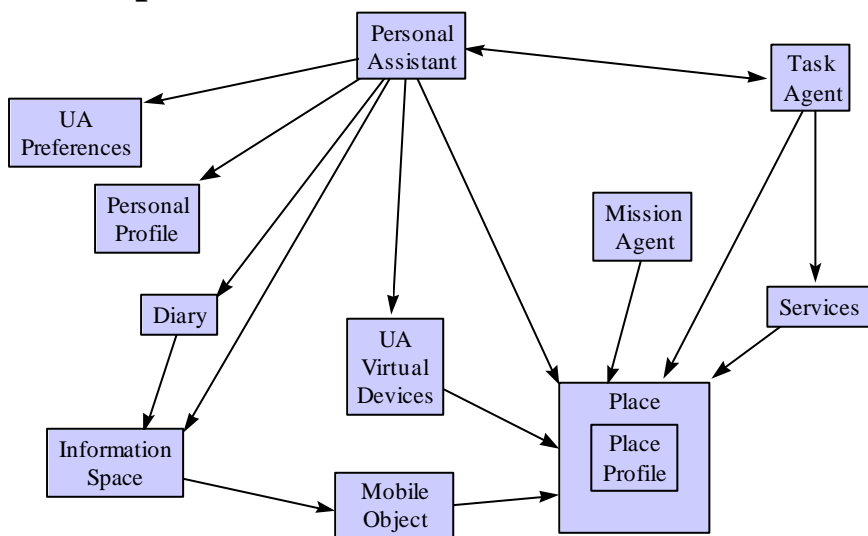 Personal
Assistant
Task
Agent
UA
Preferences
Personal
Profile
Mission
Agent
Diary
Services
UA
Virtual
Devices
Place
Place
Profile
Information
Space
Mobile
Object